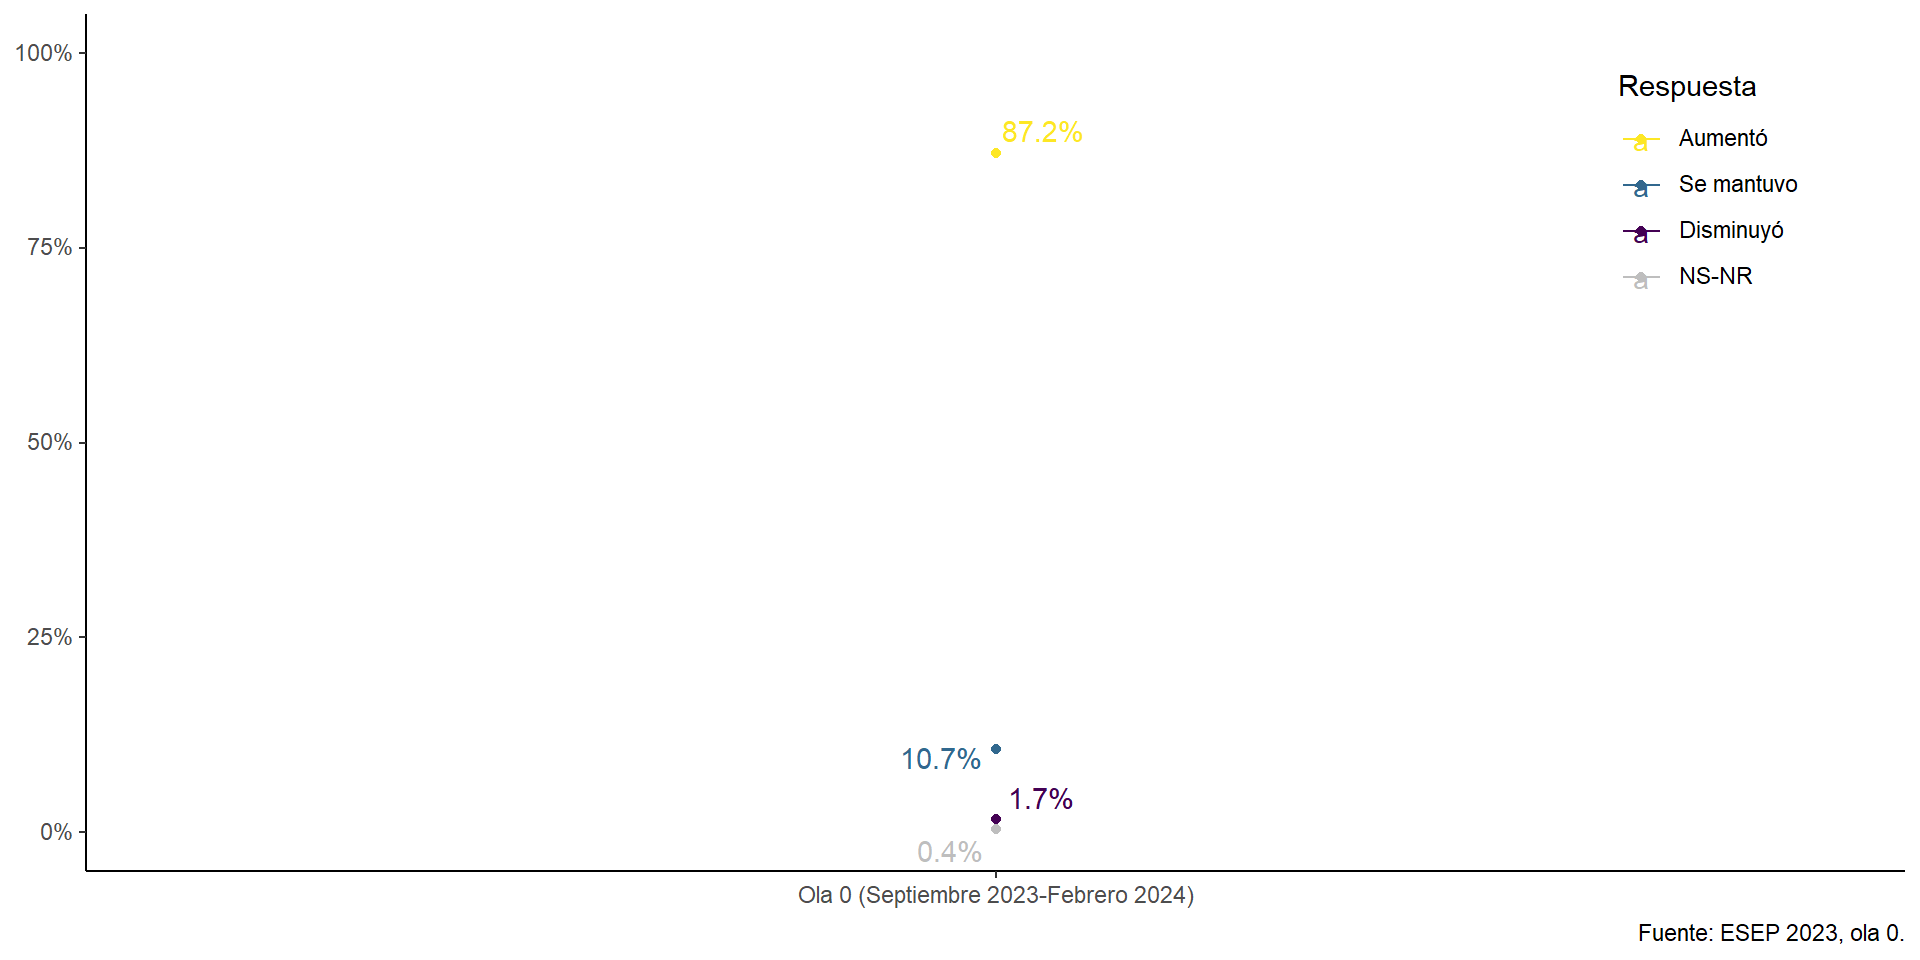 100%
75%
50%
25%
0%
87.2%
10.7%
1.7%
0.4%
Respuesta
a Aumentó
a Se mantuvo
a Disminuyó
a NS-NR
Ola 0 (Septiembre 2023-Febrero 2024)
Fuente: ESEP 2023, ola 0.